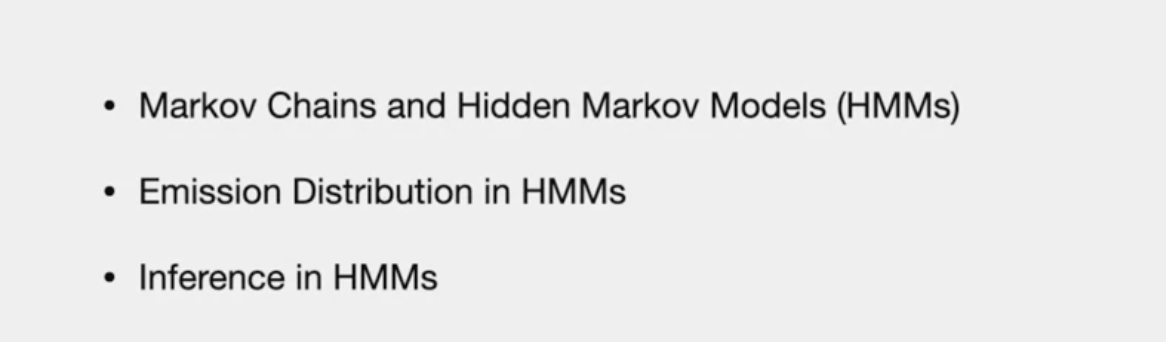 • Markov Chains and Hidden Markov Models (HMMs)
• Emission Distribution in HMMs
• Inference in HMMs